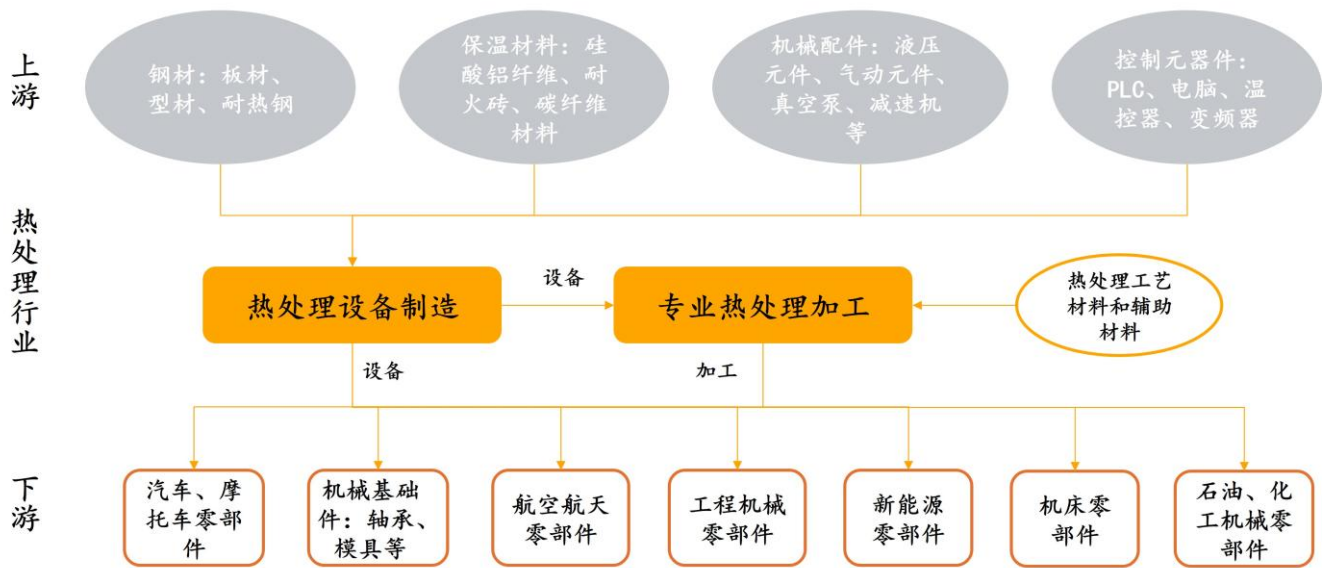 上游
钢材：板材、
型材、耐热钢
保温材料：硅
酸铝纤维、耐
火砖、碳纤维
材料
机械配件：液压
元件、气动元件、
真空泵、减速机
等
控制元器件：
PLC、电脑、温
控器、变频器
热处理行业
热处理设备制造
设备
专业热处理加工
热处理工艺
材料和辅助
材料
设备
加工
下游
汽车、摩
托车零部
件
机械基础
件：轴承、
模具等
航空航天
零部件
工程机械
零部件
新能源
零部件
机床零
部件
石油、化
工机械零
部件